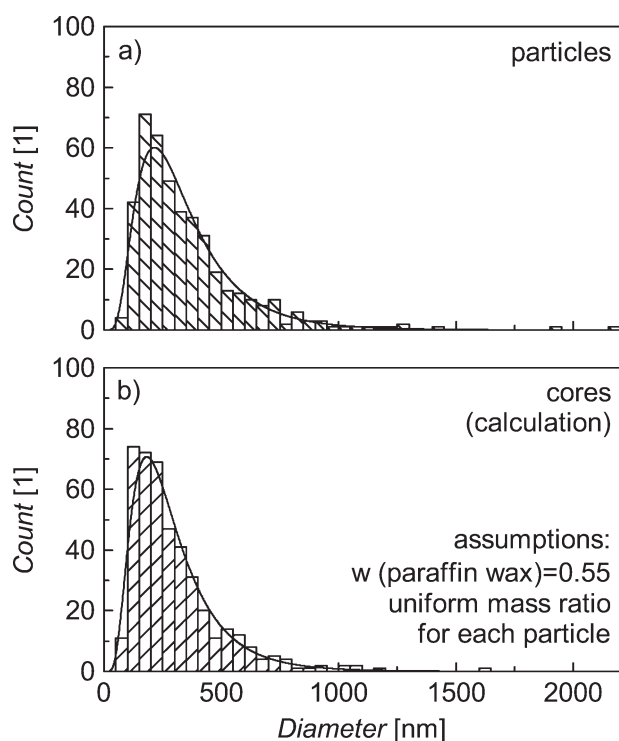 100
a)
particles
80
60
40
20
0
Count [1]
100
b)
cores
(calculation)
80
60
assumptions:
w (paraffin wax)=0.55
uniform mass ratio
for each particle
40
20
0
Count [1]
0
500
1000
1500
2000
Diameter [nm]